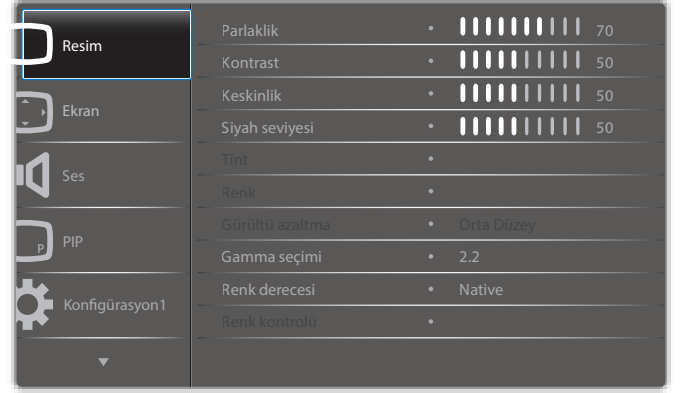 Resim
Ekran
Ses
P
PIP
Konfigürasyon1
Parlaklik • 70
Kontrast • 50
Keskinlik • 50
Siyah seviyesi • 50
Tint •
Renk •
Gürültü azaltma • Orta Düzey
Gamma seçimi • 2.2
Renk derecesi • Native
Renk kontrolü •